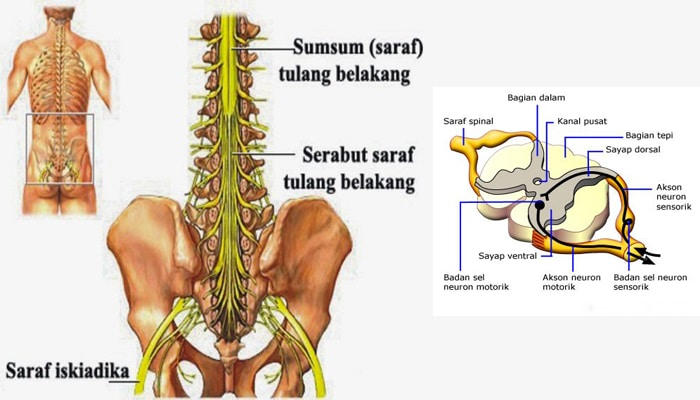 Sumsum (saraf)
tulang belakang
Serabut saraf
tulang belakang
Saraf iskiadika
Bagian dalam
Saraf spinal
Kanal pusat
Bagian tepi
Sayap dorsal
Akson
neuron
sensorik
Sayap ventral
Badan sel
neuron motorik
Akson neuron
motorik
Badan sel neuron
sensorik